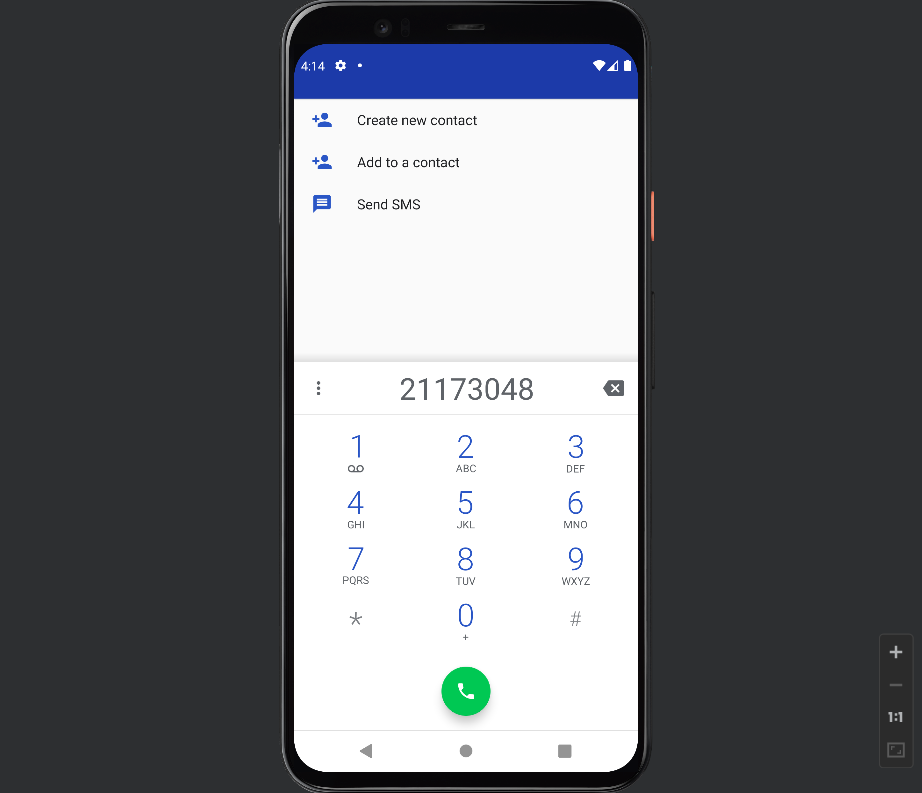 4:14
Create new contact
Add to a contact
Send SMS
21173048
1 2 3
ABC DEF
4 5 6
GHI JKL MNO
7 8 9
PQRS TUV WXYZ
* 0 #
+
1:1